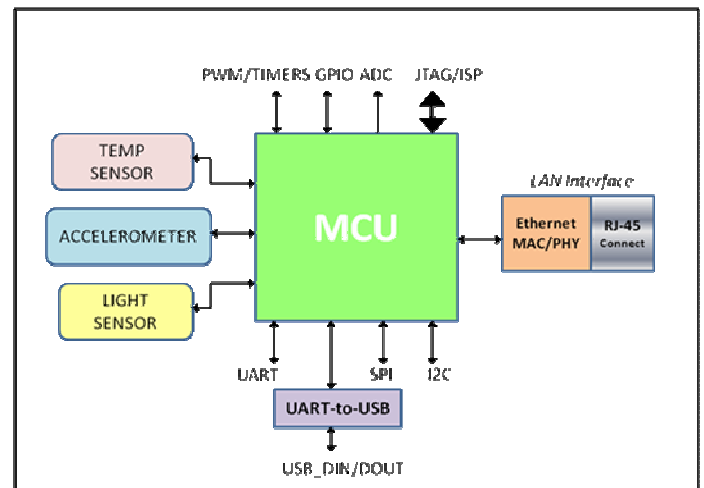 PWM/TIMERS GPIO ADC JTAG/ISP
TEMP
SENSOR
LAN Interface
ACCELEROMETER
MCU
Ethernet
MAC/PHY
RJ-45
Connect
LIGHT
SENSOR
UART SPI I2C
UART-to-USB
USB_DIN/DOUT